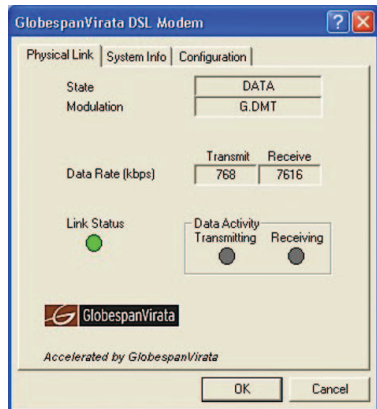 GlobespanVirata DSL Modem
Physical Link System Info Configuration
State DATA
Modulation G.DMT
Transmit Receive
Data Rate (kbps) 768 7616
Link Status
Data Activity
Transmitting Receiving
GlobespanVirata
Accelerated by GlobespanVirata
OK Cancel